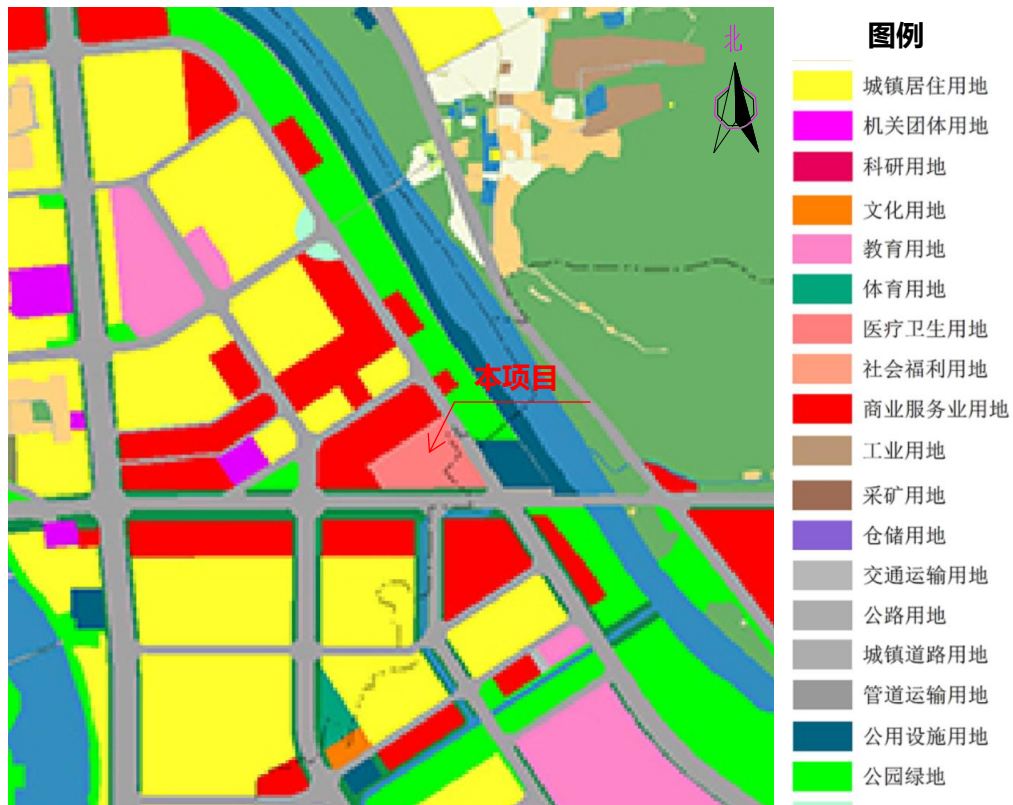 北
本项目
图例
城镇居住用地
机关团体用地
科研用地
文化用地
教育用地
体育用地
医疗卫生用地
社会福利用地
商业服务业用地
工业用地
采矿用地
仓储用地
交通运输用地
公路用地
城镇道路用地
管道运输用地
公用设施用地
公园绿地